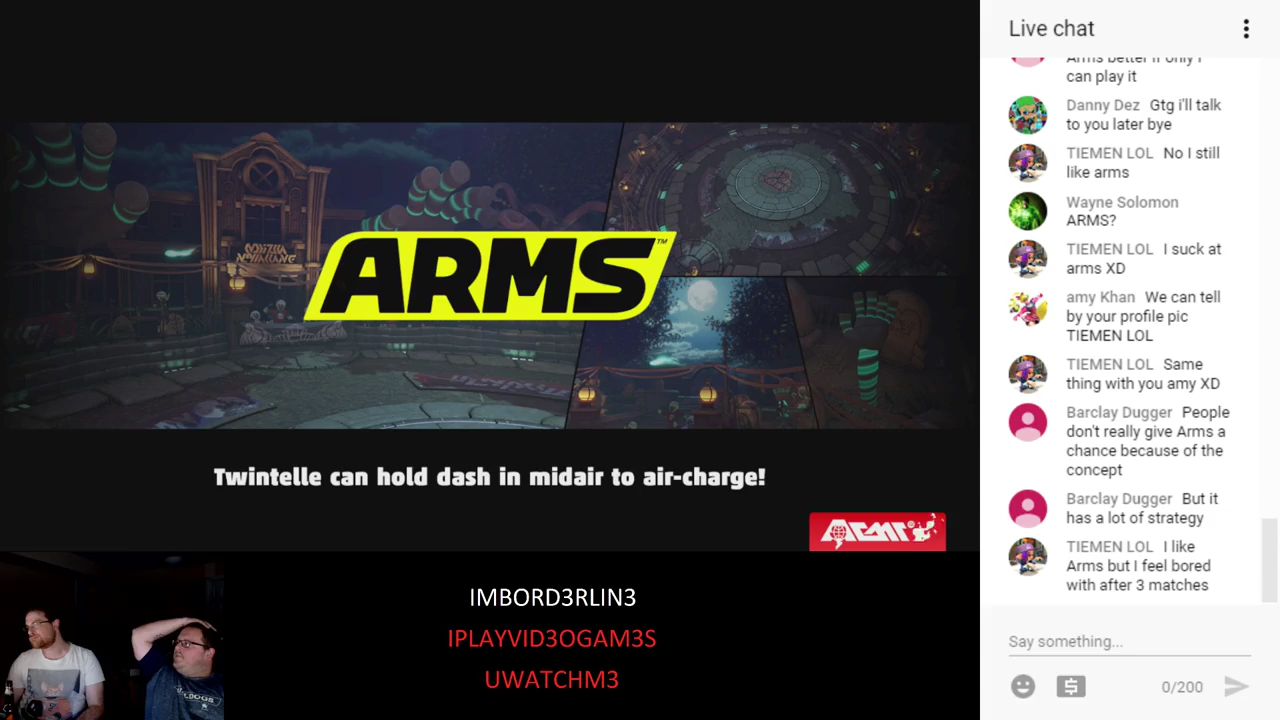 ARMS™
Twintelle can hold dash in midair to air-charge!
IMBORD3RLIN3
IPLAYVID3OGAM3S
UWATCHM3
Live chat
can play it
Danny Dez Gtg i'll talk
to you later bye
TIEMEN LOL No I still
like arms
Wayne Solomon
ARMS?
TIEMEN LOL I suck at
arms XD
amy Khan We can tell
by your profile pic
TIEMEN LOL
TIEMEN LOL Same
thing with you amy XD
Barclay Dugger People
don't really give Arms a
chance because of the
concept
Barclay Dugger But it
has a lot of strategy
TIEMEN LOL I like
Arms but I feel bored
with after 3 matches
Say something...
0/200